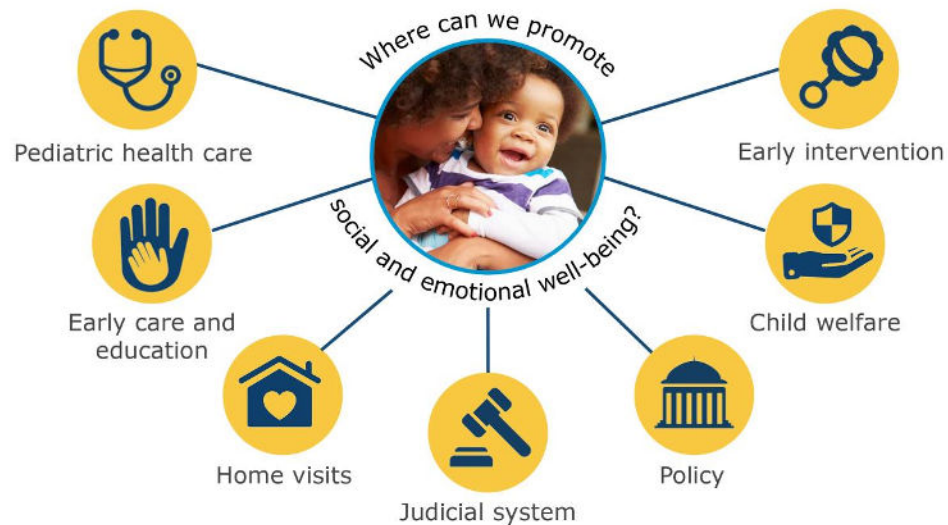 Where can we promote
social and emotional well-being?
Pediatric health care
Early care and
education
Home visits
Judicial system
Policy
Child welfare
Early intervention